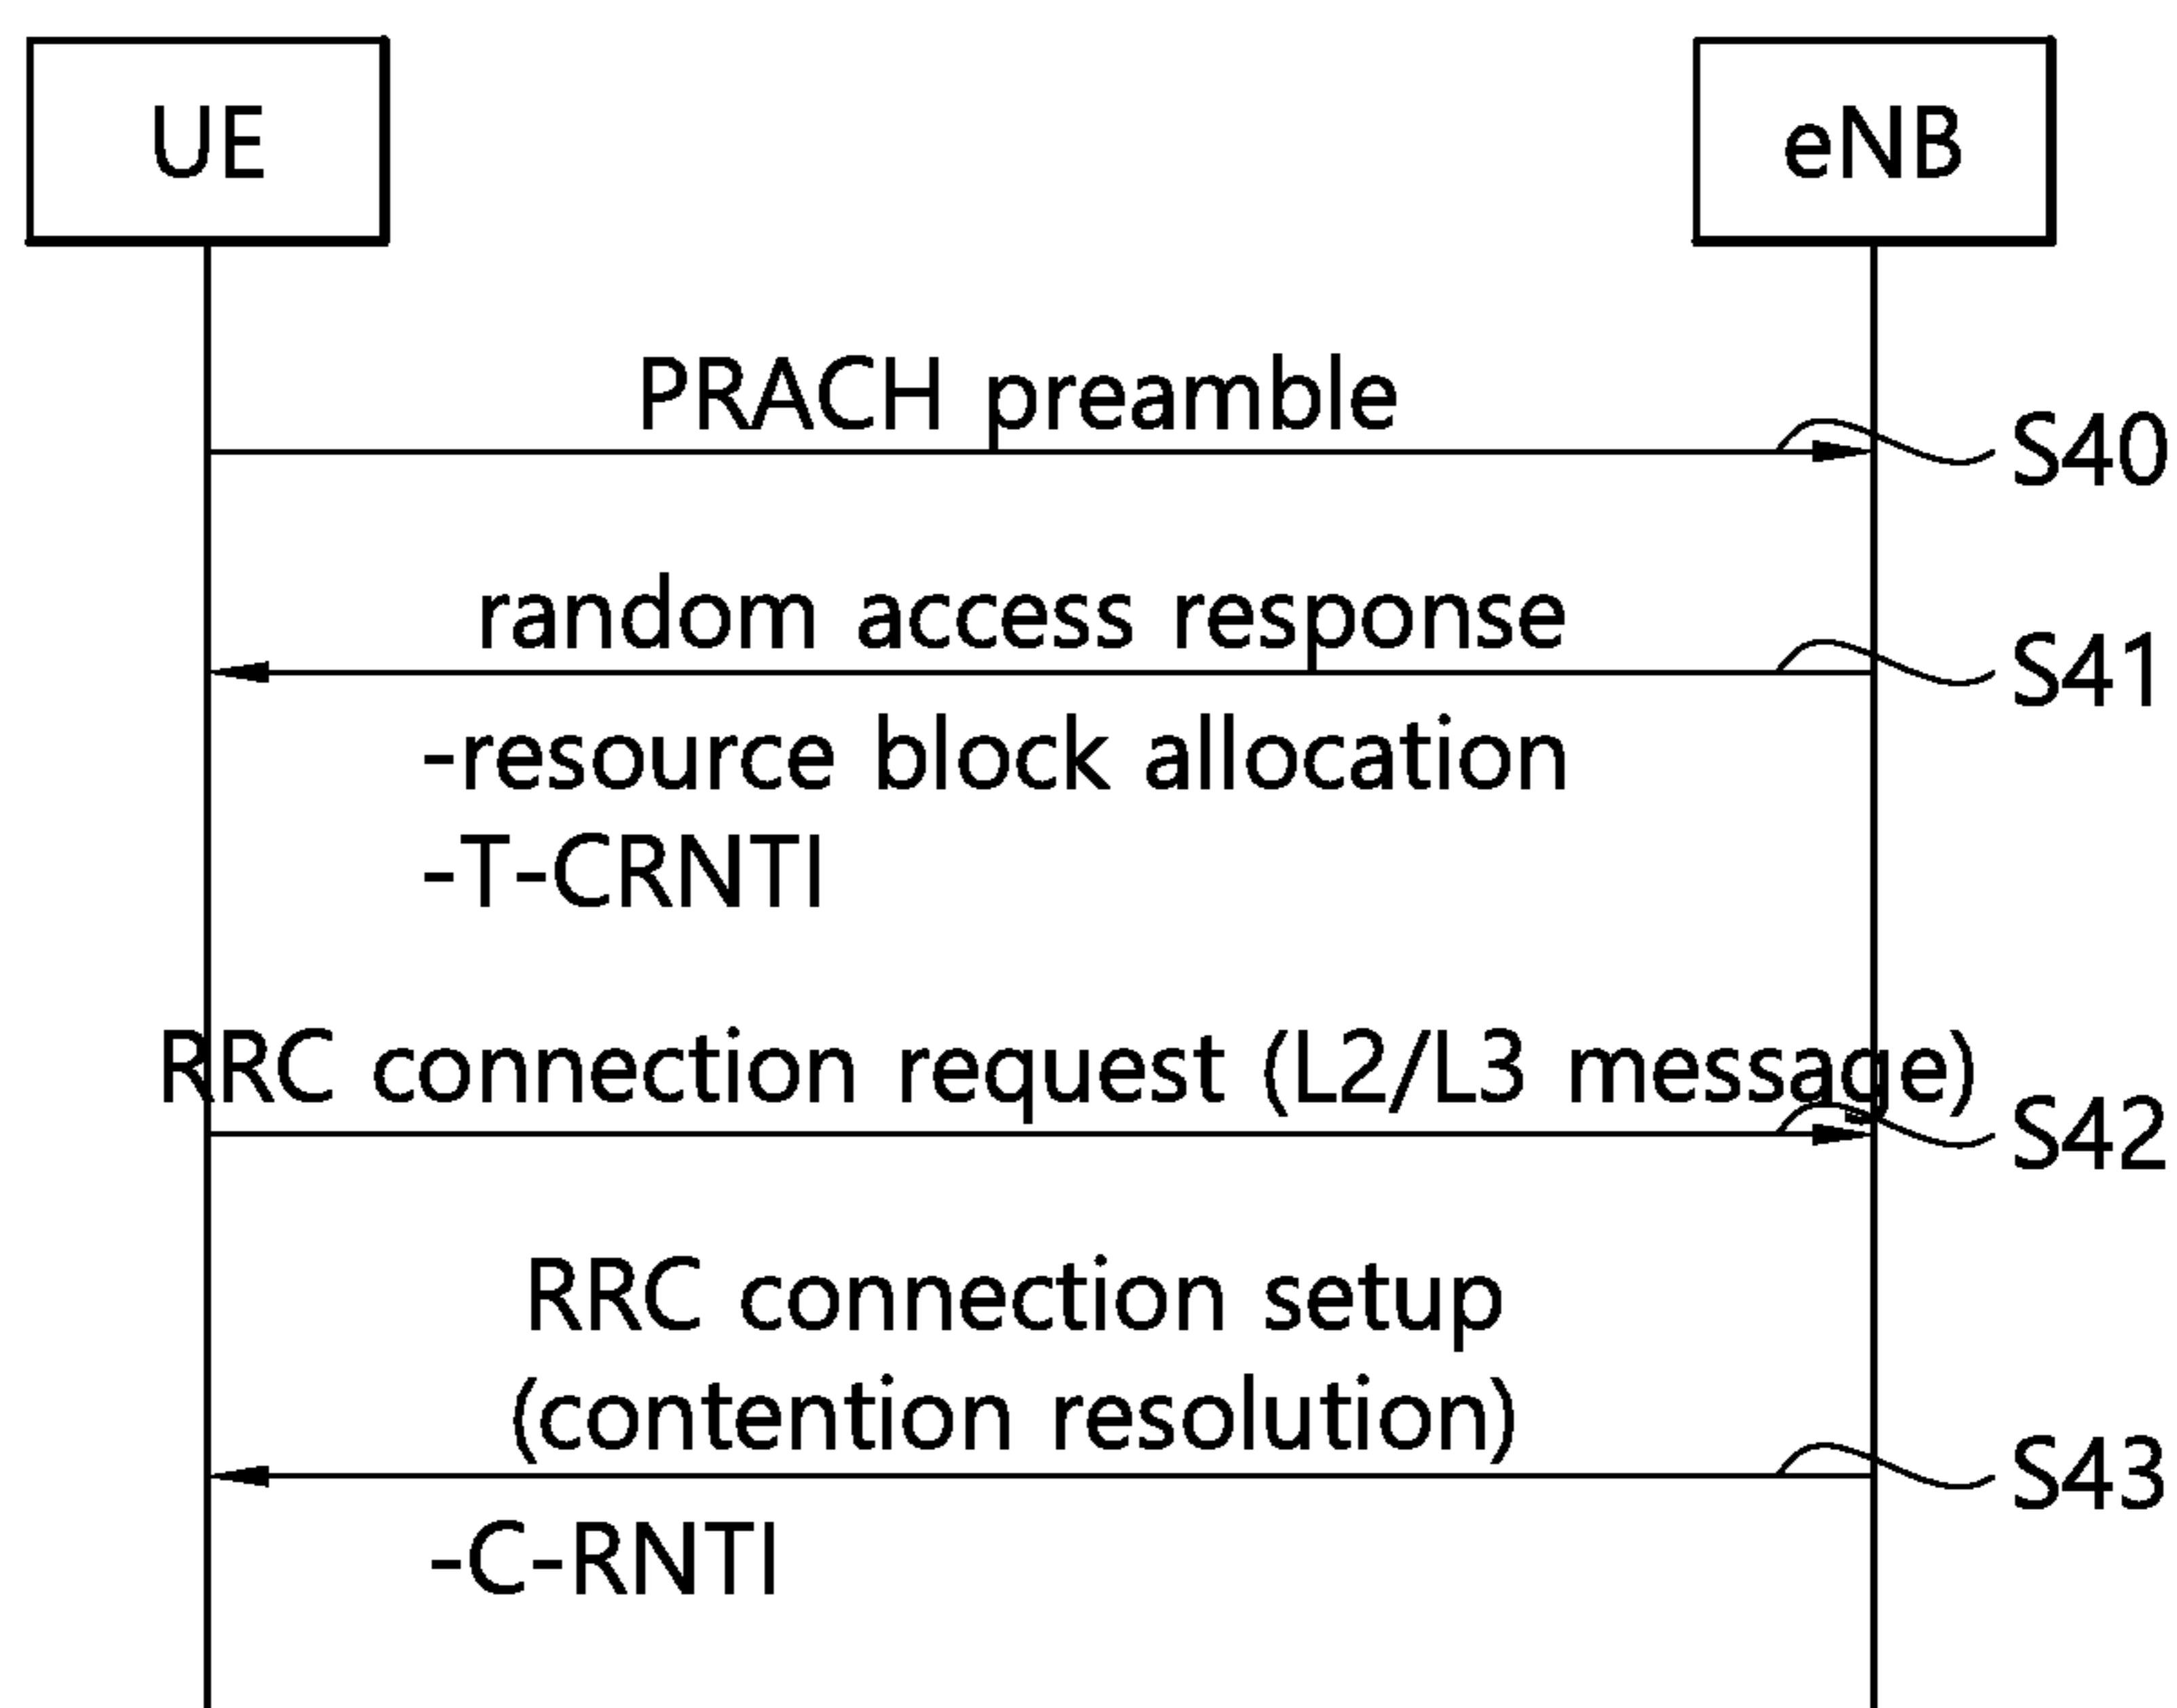 UE
eNB
PRACH preamble
S40
random access response
S41
-resource block allocation
-T-CRNTI
RRC connection request (L2/L3 message)
S42
RRC connection setup
(contention resolution)
S43
-C-RNTI